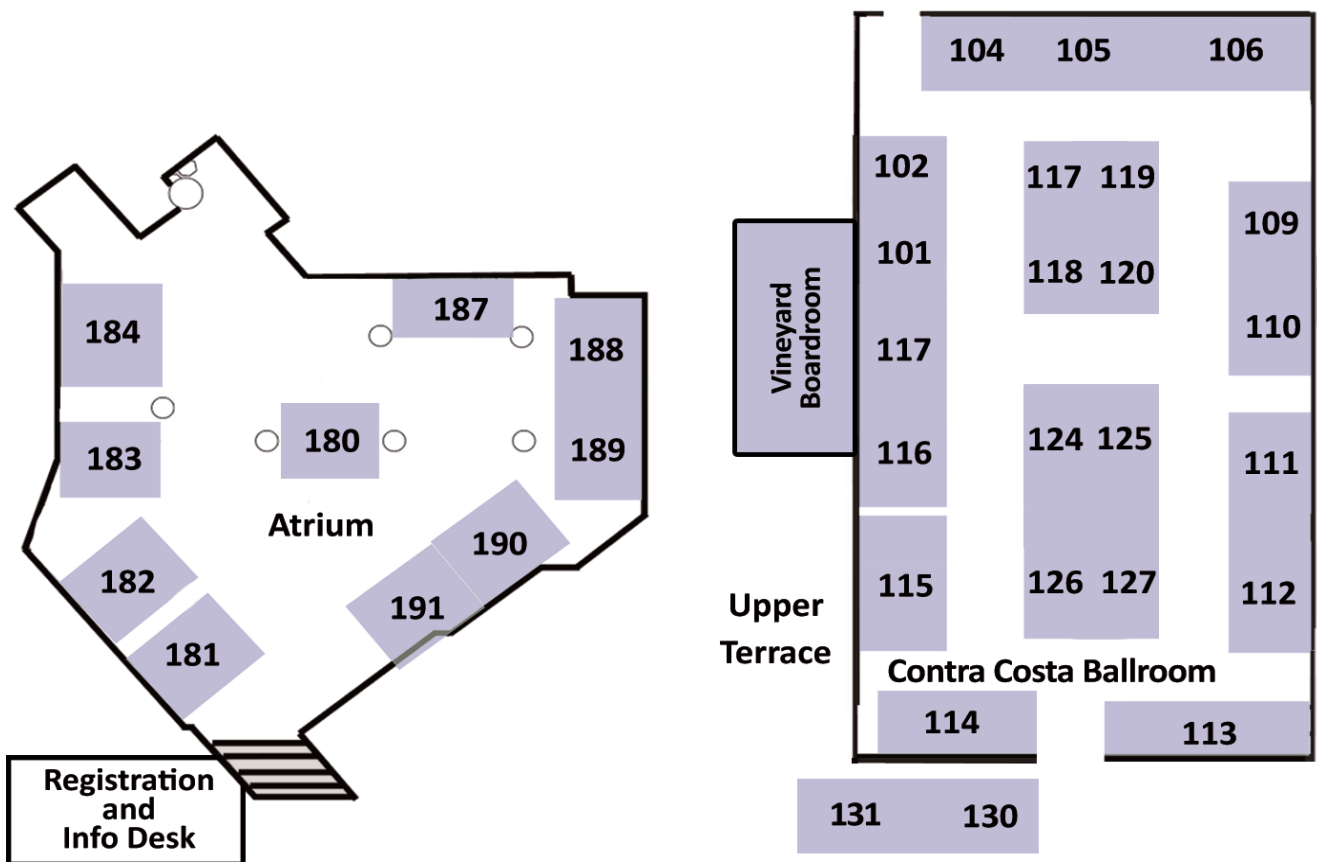 104 105 106
102
117 119
101
109
118 120
Vineyard
Boardroom
110
117
116
124 125
111
115
126 127
112
Upper
Terrace
Contra Costa Ballroom
114
113
131 130
187
184
188
180
189
183
Atrium
190
182
191
181
Registration
and
Info Desk